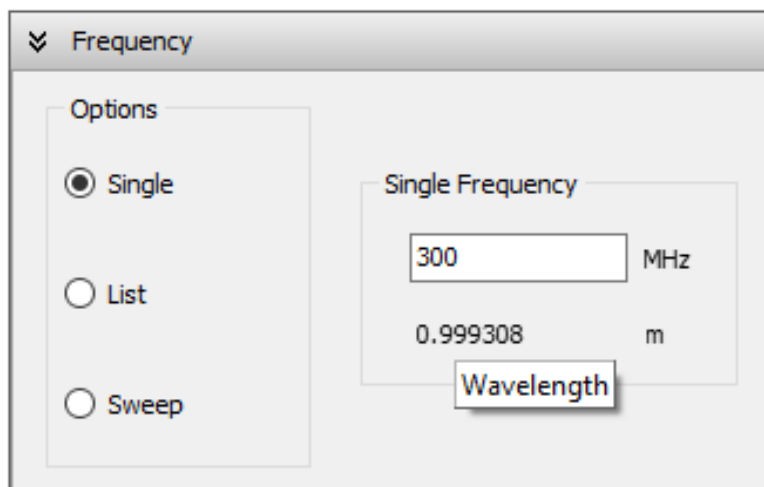 Frequency
Options
Single
List
Sweep
Single Frequency
300 MHz
0.999308 m
Wavelength